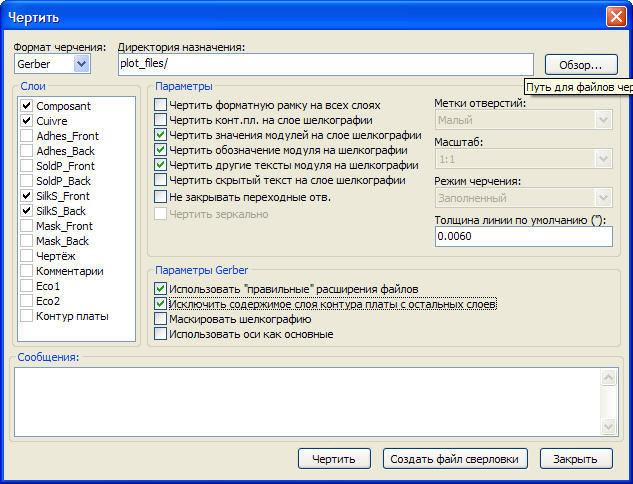 Чертить
Формат черчения:
Директория назначения:
Gerber
plot_files/
Обзор...
Путь для файлов чер
Слои
Composant
Cuivre
Adhes_Front
Adhes_Back
SoldP_Front
SoldP_Back
SilkS_Front
SilkS_Back
Mask_Front
Mask_Back
Чертёж
Комментарии
Eco1
Eco2
Контур платы
Параметры
Чертить форматную рамку на всех слоях
Чертить конт.пл. на слое шелкографии
Чертить значения модулей на слое шелкографии
Чертить обозначение модуля на шелкографии
Чертить другие тексты модуля на шелкографии
Чертить скрытый текст на слое шелкографии
Не закрывать переходные отв.
Чертить зеркально
Метки отверстий:
Малый
Масштаб:
1:1
Режим черчения:
Заполненный
Толщина линии по умолчанию ("):
0.0060
Параметры Gerber
Использовать "правильные" расширения файлов
Исключить содержимое слоя контура платы с остальных слоев
Маскировать шелкографию
Использовать оси как основные
Сообщения:
Чертить
Создать файл сверловки
Закрыть